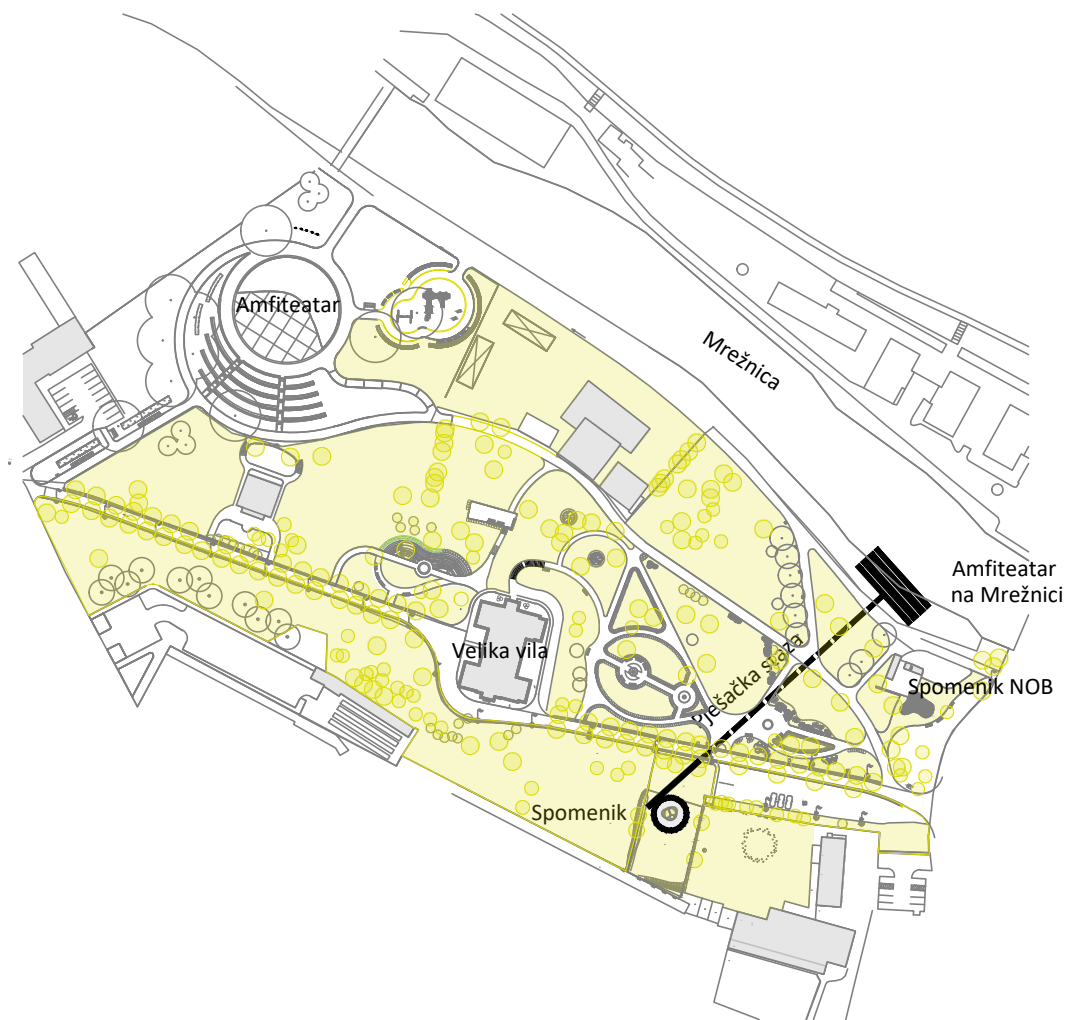 Amfiteatar
Mrežnica
Amfiteatar
na Mrežnici
Velika vila
Pješačka staza
Spomenik NOB
Spomenik